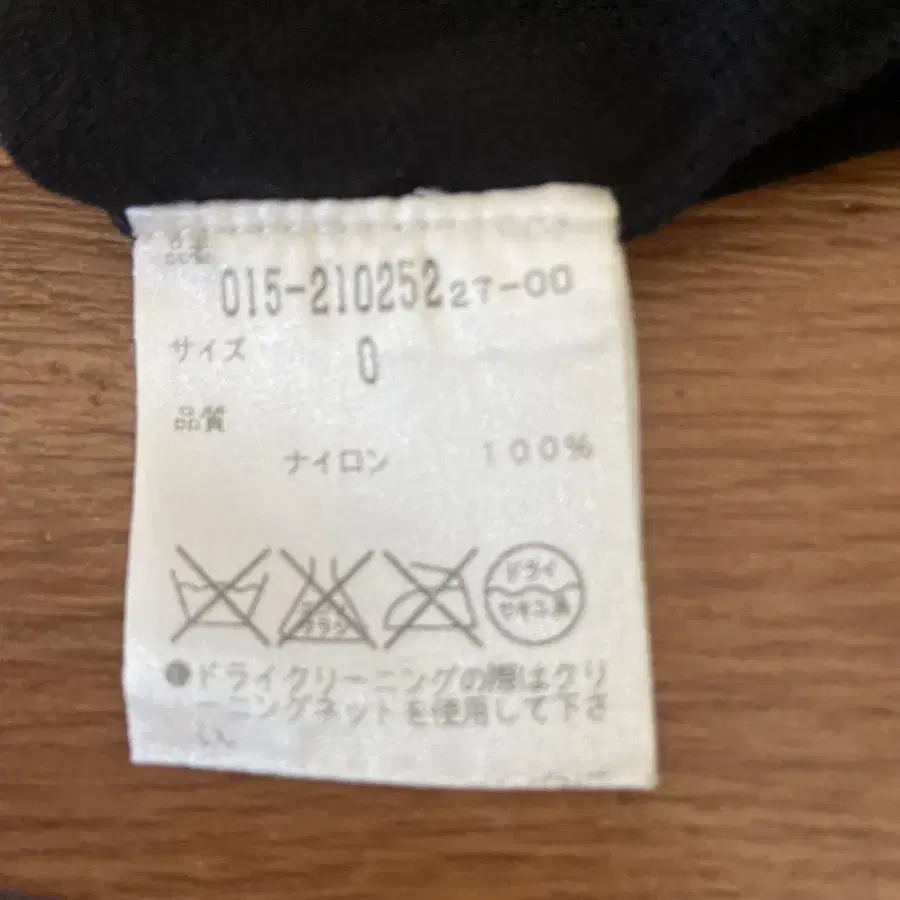 015-210252 27-00
サイズ 0
品質
ナイロン 100%
ドライ
セキユ系
●ドライクリーニングの際はクリ
ーニングネットを使用して下さ
い。